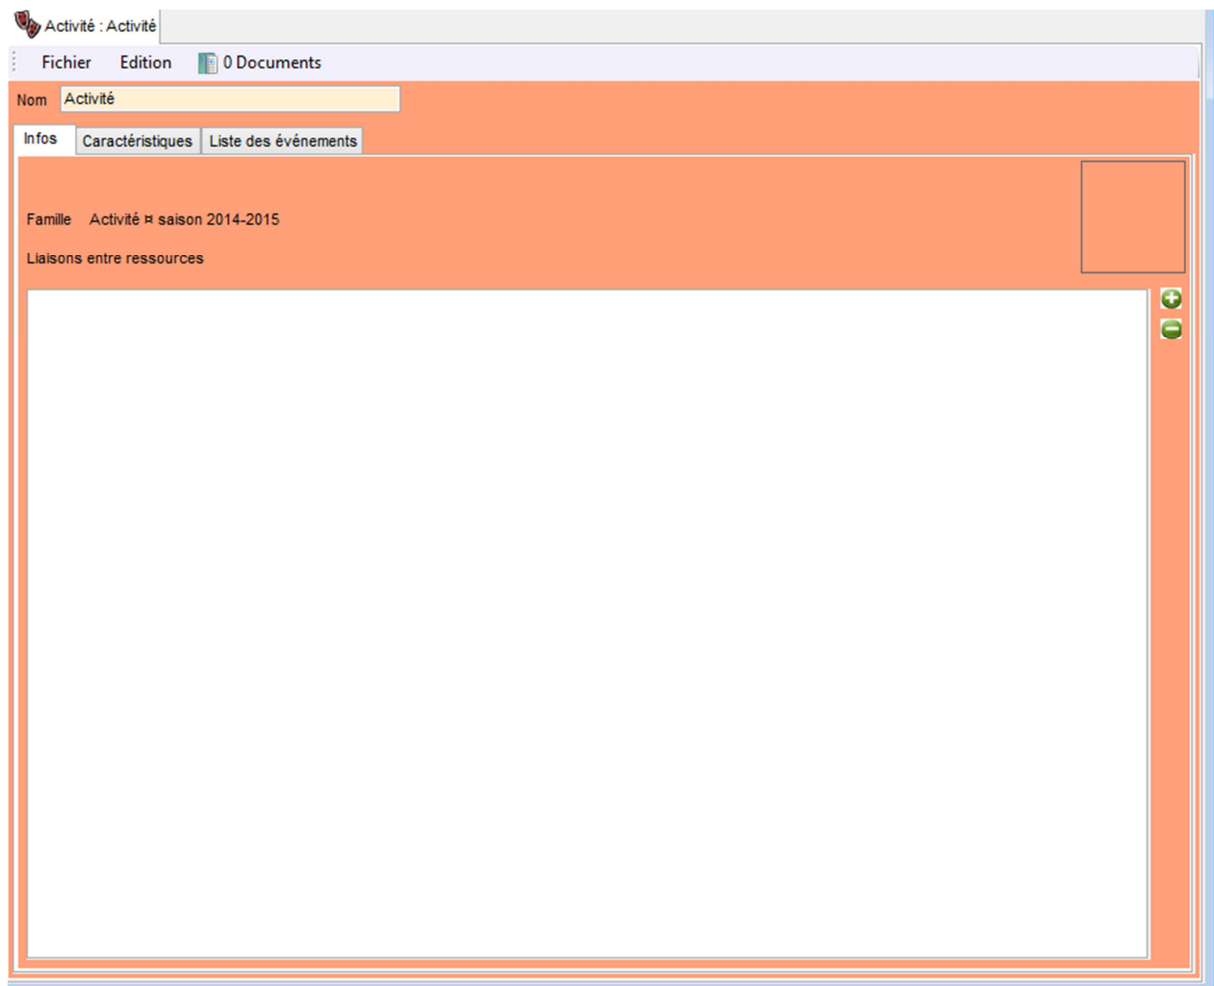 Activité : Activité
Fichier Edition 0 Documents
Nom Activité
Infos Caractéristiques Liste des événements
Famille Activité ¤ saison 2014-2015
Liaisons entre ressources